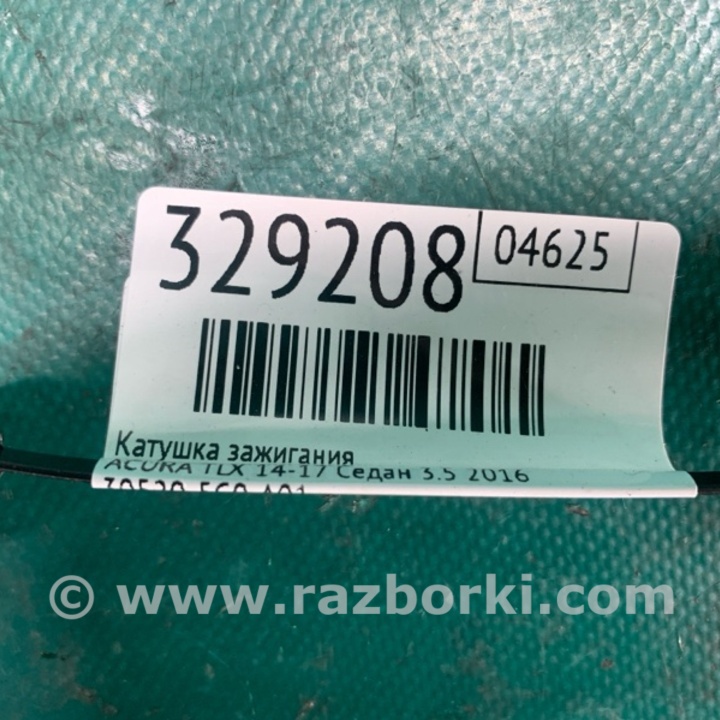 329208 04625
Катушка зажигания
ACURA TLX 14-17 Седан 3.5 2016
© www.razborki.com